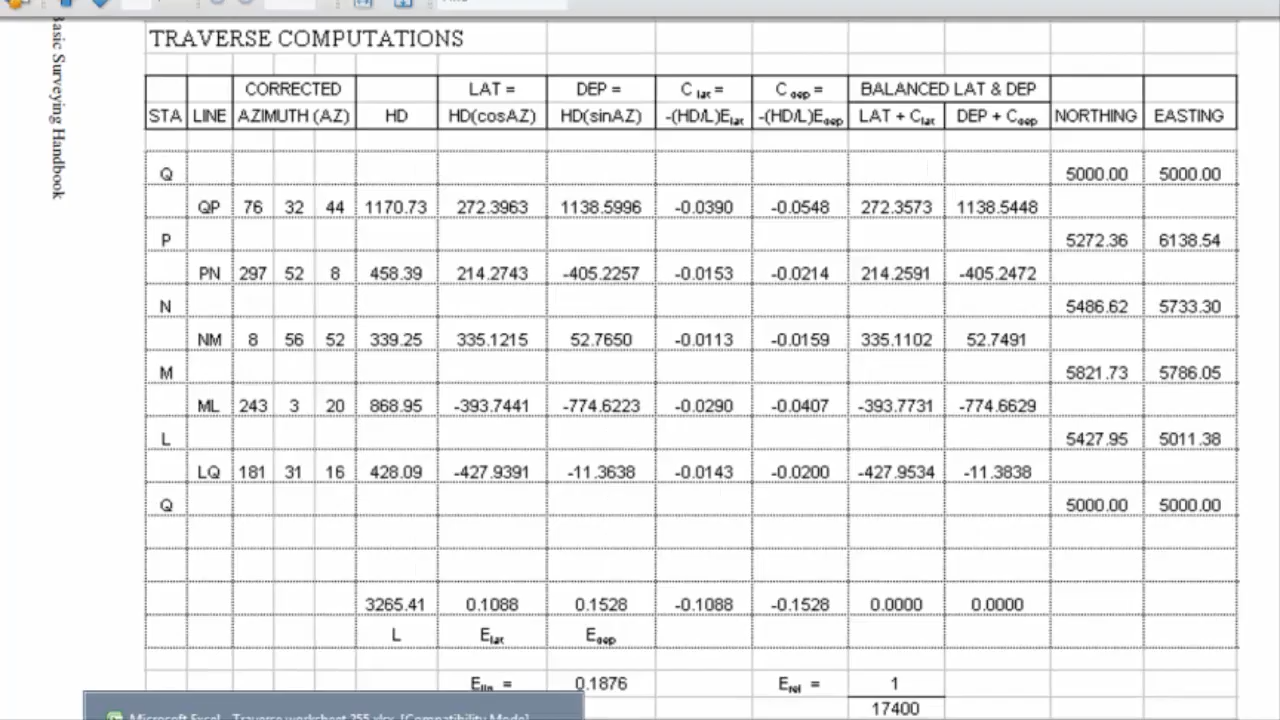 Basic Surveying Handbook
TRAVERSE COMPUTATIONS
CORRECTED LAT = DEP = C lat = C dep = BALANCED LAT & DEP
STA LINE AZIMUTH (AZ) HD HD(cosAZ) HD(sinAZ) -(HD/L)Elat -(HD/L)Edep LAT + Clat DEP + Cdep NORTHING EASTING
Q 5000.00 5000.00
QP 76 32 44 1170.73 272.3963 1138.5996 -0.0390 -0.0548 272.3573 1138.5448
P 5272.36 6138.54
PN 297 52 8 458.39 214.2743 -405.2257 -0.0153 -0.0214 214.2591 -405.2472
N 5486.62 5733.30
NM 8 56 52 339.25 335.1215 52.7650 -0.0113 -0.0159 335.1102 52.7491
M 5821.73 5786.05
ML 243 3 20 868.95 -393.7441 -774.6223 -0.0290 -0.0407 -393.7731 -774.6629
L 5427.95 5011.38
LQ 181 31 16 428.09 -427.9391 -11.3638 -0.0143 -0.0200 -427.9534 -11.3838
Q 5000.00 5000.00
3265.41 0.1088 0.1528 -0.1088 -0.1528 0.0000 0.0000
L Elat Edep
Elin = 0.1876 Erel = 1
17400
Microsoft Excel - Traverse worksheet 255.xlsx [Compatibility Mode]